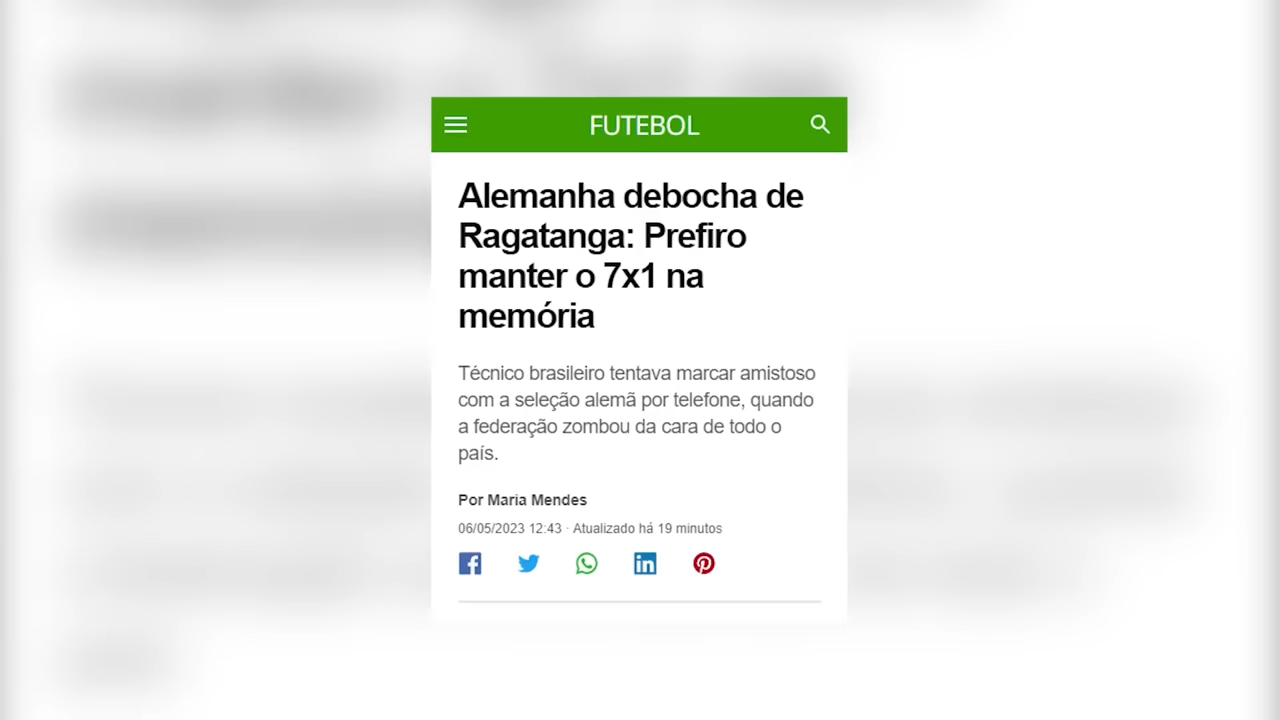 FUTEBOL
Alemanha debocha de
Ragatanga: Prefiro
manter o 7x1 na
memória
Técnico brasileiro tentava marcar amistoso
com a seleção alemã por telefone, quando
a federação zombou da cara de todo o
país.
Por Maria Mendes
06/05/2023 12:43 · Atualizado há 19 minutos